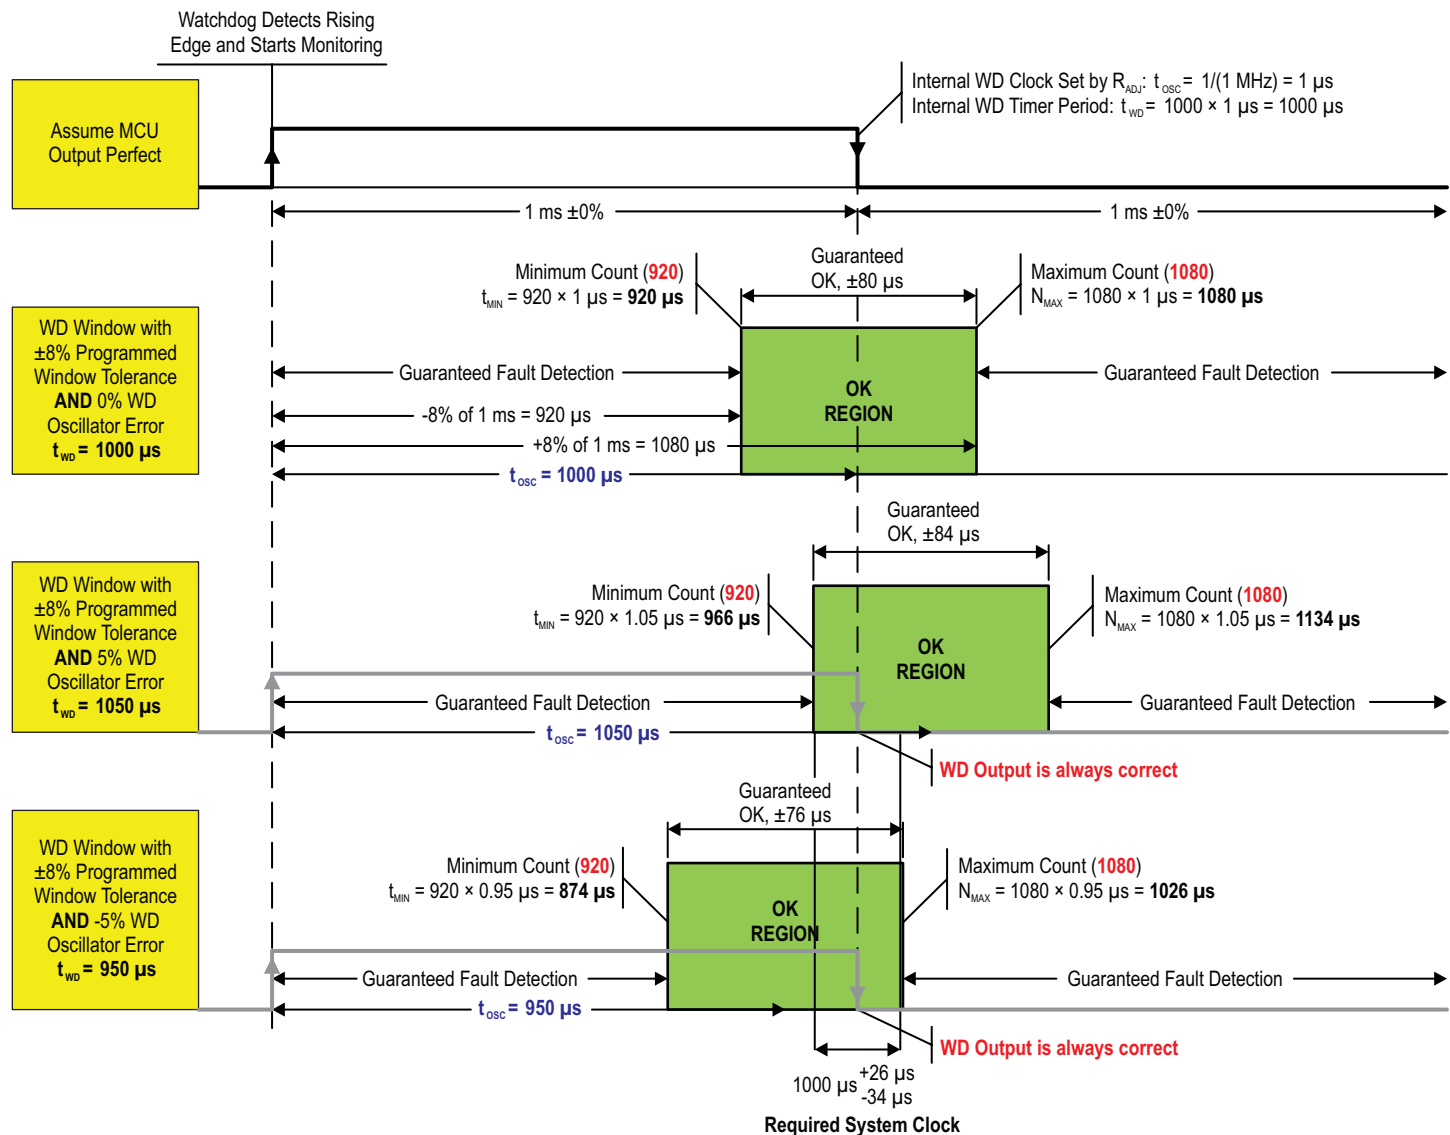 Watchdog Detects Rising
Edge and Starts Monitoring
Assume MCU
Output Perfect
Internal WD Clock Set by RADJ: tOSC = 1/(1 MHz) = 1 µs
Internal WD Timer Period: tWD = 1000 × 1 µs = 1000 µs
1 ms ±0%
1 ms ±0%
WD Window with
±8% Programmed
Window Tolerance
AND 0% WD
Oscillator Error
tWD = 1000 µs
Minimum Count (920)
tMIN = 920 × 1 µs = 920 µs
Guaranteed
OK, ±80 µs
Maximum Count (1080)
NMAX = 1080 × 1 µs = 1080 µs
Guaranteed Fault Detection
OK
REGION
Guaranteed Fault Detection
-8% of 1 ms = 920 µs
+8% of 1 ms = 1080 µs
tOSC = 1000 µs
WD Window with
±8% Programmed
Window Tolerance
AND 5% WD
Oscillator Error
tWD = 1050 µs
Guaranteed
OK, ±84 µs
Minimum Count (920)
tMIN = 920 × 1.05 µs = 966 µs
Maximum Count (1080)
NMAX = 1080 × 1.05 µs = 1134 µs
OK
REGION
Guaranteed Fault Detection
Guaranteed Fault Detection
tOSC = 1050 µs
WD Output is always correct
WD Window with
±8% Programmed
Window Tolerance
AND -5% WD
Oscillator Error
tWD = 950 µs
Guaranteed
OK, ±76 µs
Minimum Count (920)
tMIN = 920 × 0.95 µs = 874 µs
Maximum Count (1080)
NMAX = 1080 × 0.95 µs = 1026 µs
OK
REGION
Guaranteed Fault Detection
Guaranteed Fault Detection
tOSC = 950 µs
WD Output is always correct
1000 µs +26 µs
-34 µs
Required System Clock